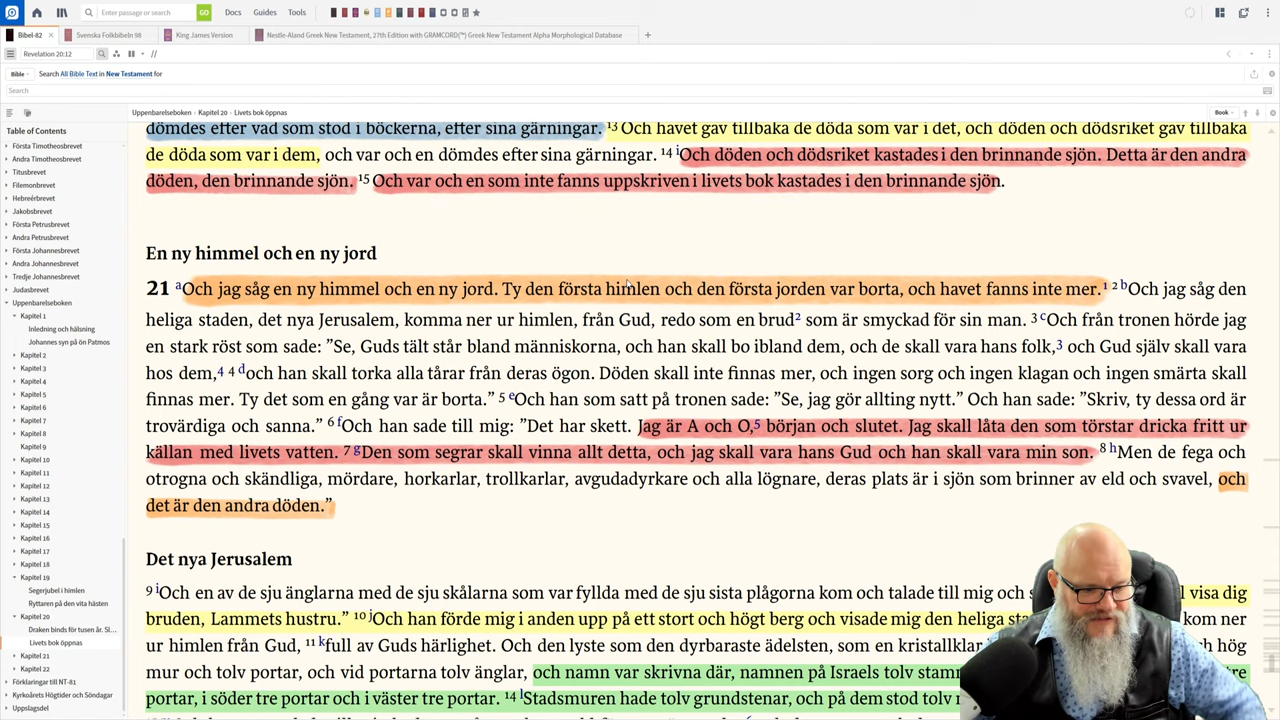 Enter passage or search
GO
Docs
Guides
Tools
Bibel-82
Svenska Folkbibeln 98
King James Version
Nestle-Aland Greek New Testament, 27th Edition with GRAMCORD(™) Greek New Testament Alpha Morphological Database
Revelation 20:12
Bible
Search All Bible Text in New Testament for
Search
Uppenbarelseboken › Kapitel 20 › Livets bok öppnas
Book
Table of Contents
Första Timotheosbrevet
Andra Timotheosbrevet
Titusbrevet
Filemonbrevet
Hebreérbrevet
Jakobsbrevet
Första Petrusbrevet
Andra Petrusbrevet
Första Johannesbrevet
Andra Johannesbrevet
Tredje Johannesbrevet
Judasbrevet
Uppenbarelseboken
Kapitel 1
Inledning och hälsning
Johannes syn på ön Patmos
Kapitel 2
Kapitel 3
Kapitel 4
Kapitel 5
Kapitel 6
Kapitel 7
Kapitel 8
Kapitel 9
Kapitel 10
Kapitel 11
Kapitel 12
Kapitel 13
Kapitel 14
Kapitel 15
Kapitel 16
Kapitel 17
Kapitel 18
Kapitel 19
Segerjubel i himlen
Ryttaren på den vita hästen
Kapitel 20
Draken binds för tusen år. Sl...
Livets bok öppnas
Kapitel 21
Kapitel 22
Förklaringar till NT-81
Kyrkoårets Högtider och Söndagar
Uppslagsdel
dömdes efter vad som stod i böckerna, efter sina gärningar. 13 Och havet gav tillbaka de döda som var i det, och döden och dödsriket gav tillbaka
de döda som var i dem, och var och en dömdes efter sina gärningar. 14 i Och döden och dödsriket kastades i den brinnande sjön. Detta är den andra
döden, den brinnande sjön. 15 Och var och en som inte fanns uppskriven i livets bok kastades i den brinnande sjön.
En ny himmel och en ny jord
21 a Och jag såg en ny himmel och en ny jord. Ty den första himlen och den första jorden var borta, och havet fanns inte mer.1 2 b Och jag såg den
heliga staden, det nya Jerusalem, komma ner ur himlen, från Gud, redo som en brud2 som är smyckad för sin man. 3 c Och från tronen hörde jag
en stark röst som sade: ”Se, Guds tält står bland människorna, och han skall bo ibland dem, och de skall vara hans folk,3 och Gud själv skall vara
hos dem,4 4 d och han skall torka alla tårar från deras ögon. Döden skall inte finnas mer, och ingen sorg och ingen klagan och ingen smärta skall
finnas mer. Ty det som en gång var är borta.” 5 e Och han som satt på tronen sade: ”Se, jag gör allting nytt.” Och han sade: ”Skriv, ty dessa ord är
trovärdiga och sanna.” 6 f Och han sade till mig: ”Det har skett. Jag är A och O,5 början och slutet. Jag skall låta den som törstar dricka fritt ur
källan med livets vatten. 7 g Den som segrar skall vinna allt detta, och jag skall vara hans Gud och han skall vara min son. 8 h Men de fega och
otrogna och skändliga, mördare, horkarlar, trollkarlar, avgudadyrkare och alla lögnare, deras plats är i sjön som brinner av eld och svavel, och
det är den andra döden.”
Det nya Jerusalem
9 i Och en av de sju änglarna med de sju skålarna som var fyllda med de sju sista plågorna kom och talade till mig och visa dig
bruden, Lammets hustru.” 10 j Och han förde mig i anden upp på ett stort och högt berg och visade mig den heliga kom ner
ur himlen från Gud, 11 k full av Guds härlighet. Och den lyste som den dyrbaraste ädelsten, som en kristallklar hög
mur och tolv portar, och vid portarna tolv änglar, och namn var skrivna där, namnen på Israels tolv tre
portar, i söder tre portar och i väster tre portar. 14 l Stadsmuren hade tolv grundstenar, och på dem stod tolv